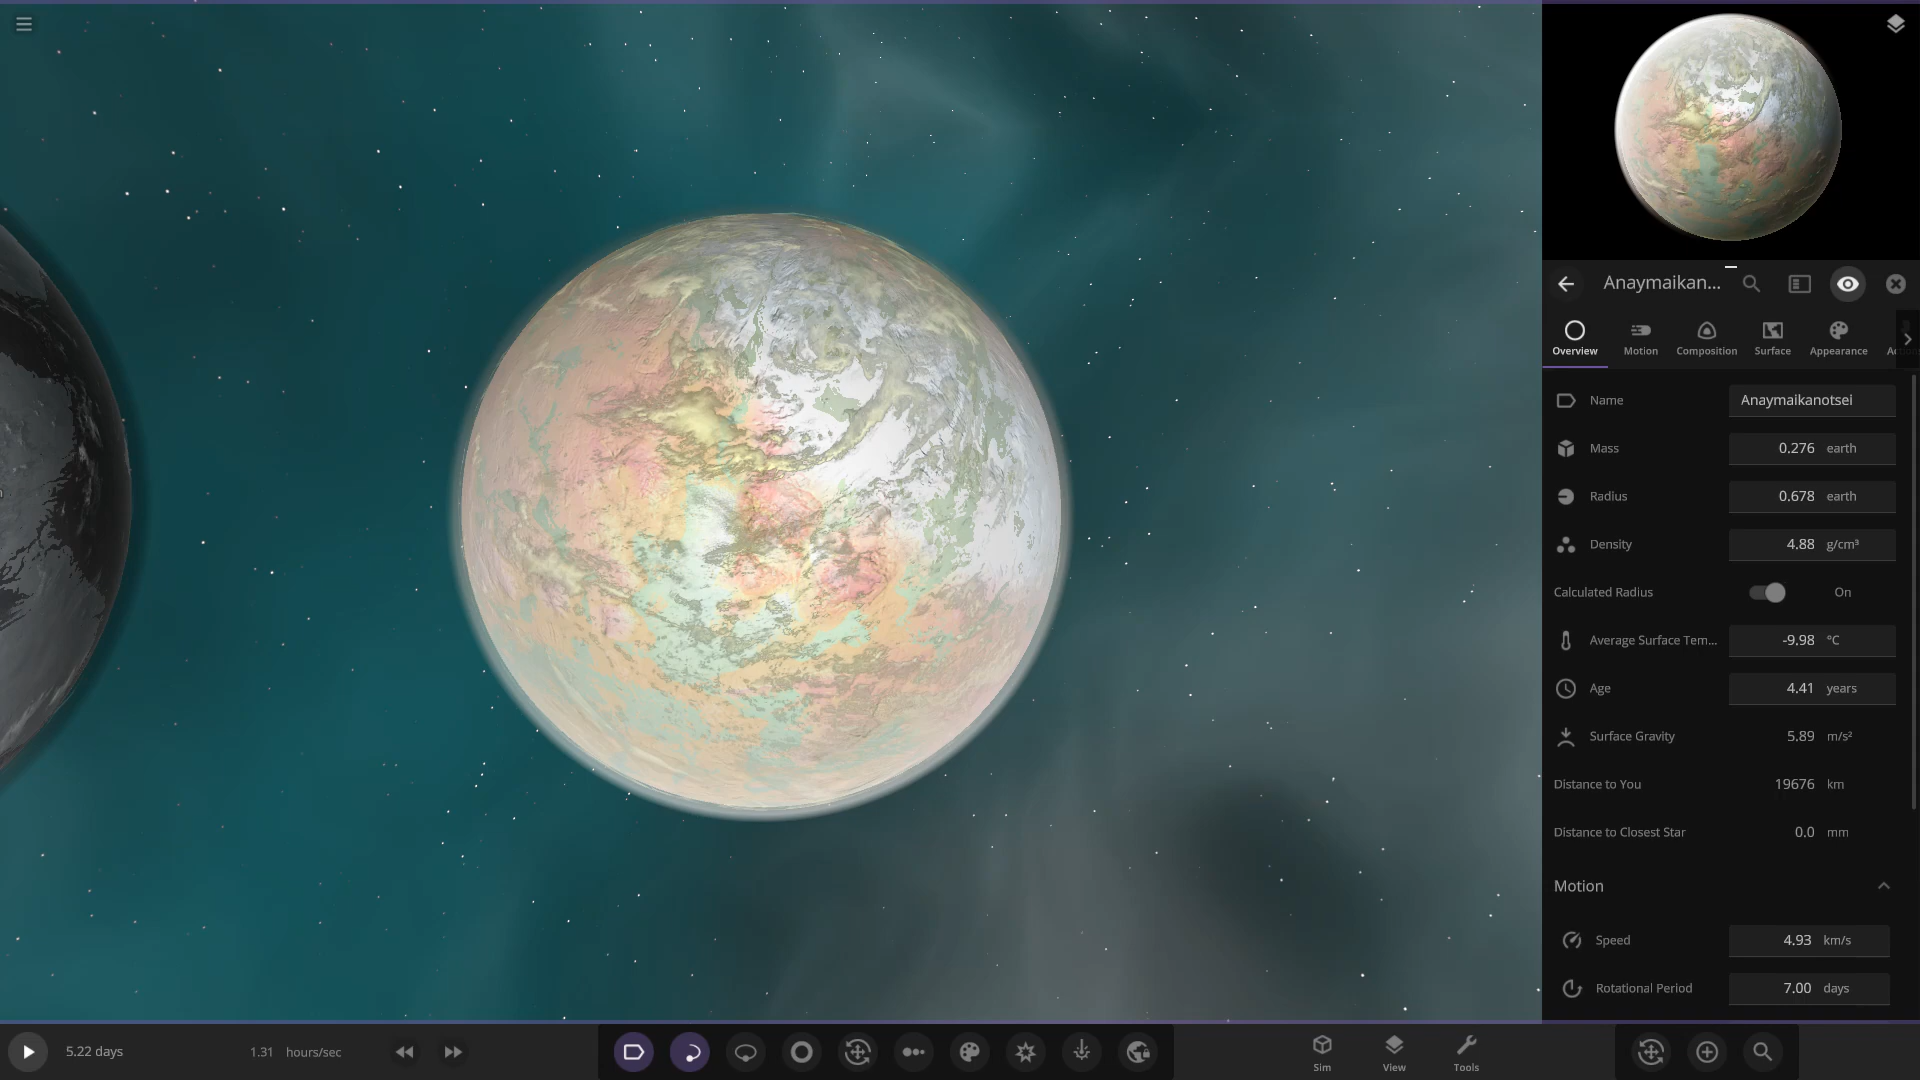 Anaymaikan...
Overview
Motion
Composition
Surface
Appearance
Name Anaymaikanotsei
Mass 0.276 earth
Radius 0.678 earth
Density 4.88 g/cm³
Calculated Radius On
Average Surface Tem... -9.98 °C
Age 4.41 years
Surface Gravity 5.89 m/s²
Distance to You 19676 km
Distance to Closest Star 0.0 mm
Motion
Speed 4.93 km/s
Rotational Period 7.00 days
5.22 days
1.31 hours/sec
Sim
View
Tools